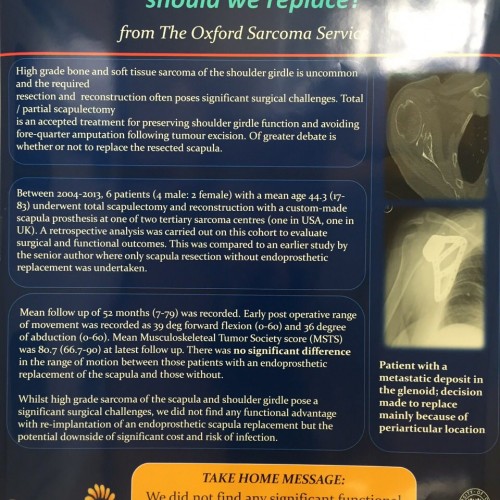 should we replace?
from The Oxford Sarcoma Service
High grade bone and soft tissue sarcoma of the shoulder girdle is uncommon
and the required
resection and reconstruction often poses significant surgical challenges. Total
/ partial scapulectomy
is an accepted treatment for preserving shoulder girdle function and avoiding
fore-quarter amputation following tumour excision. Of greater debate is
whether or not to replace the resected scapula.
Between 2004-2013, 6 patients (4 male: 2 female) with a mean age 44.3 (17-
83) underwent total scapulectomy and reconstruction with a custom-made
scapula prosthesis at one of two tertiary sarcoma centres (one in USA, one in
UK). A retrospective analysis was carried out on this cohort to evaluate
surgical and functional outcomes. This was compared to an earlier study by
the senior author where only scapula resection without endoprosthetic
replacement was undertaken.
Mean follow up of 52 months (7-79) was recorded. Early post operative range
of movement was recorded as 39 deg forward flexion (0-60) and 36 degree
of abduction (0-60). Mean Musculoskeleteal Tumor Society score (MSTS)
was 80.7 (66.7-90) at latest follow up. There was no significant difference
in the range of motion between those patients with an endoprosthetic
replacement of the scapula and those without.
Whilst high grade sarcoma of the scapula and shoulder girdle pose a
significant surgical challenges, we did not find any functional advantage
with re-implantation of an endoprosthetic scapula replacement but the
potential downside of significant cost and risk of infection.
Patient with a
metastatic deposit in
the glenoid; decision
made to replace
mainly because of
periarticular location
TAKE HOME MESSAGE:
We did not find any significant functional